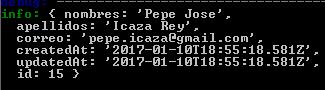 info: { nombres: 'Pepe Jose',
apellidos: 'Icaza Rey',
correo: 'pepe.icaza@gmail.com',
createdAt: '2017-01-10T18:55:18.581Z',
updatedAt: '2017-01-10T18:55:18.581Z',
id: 15 }